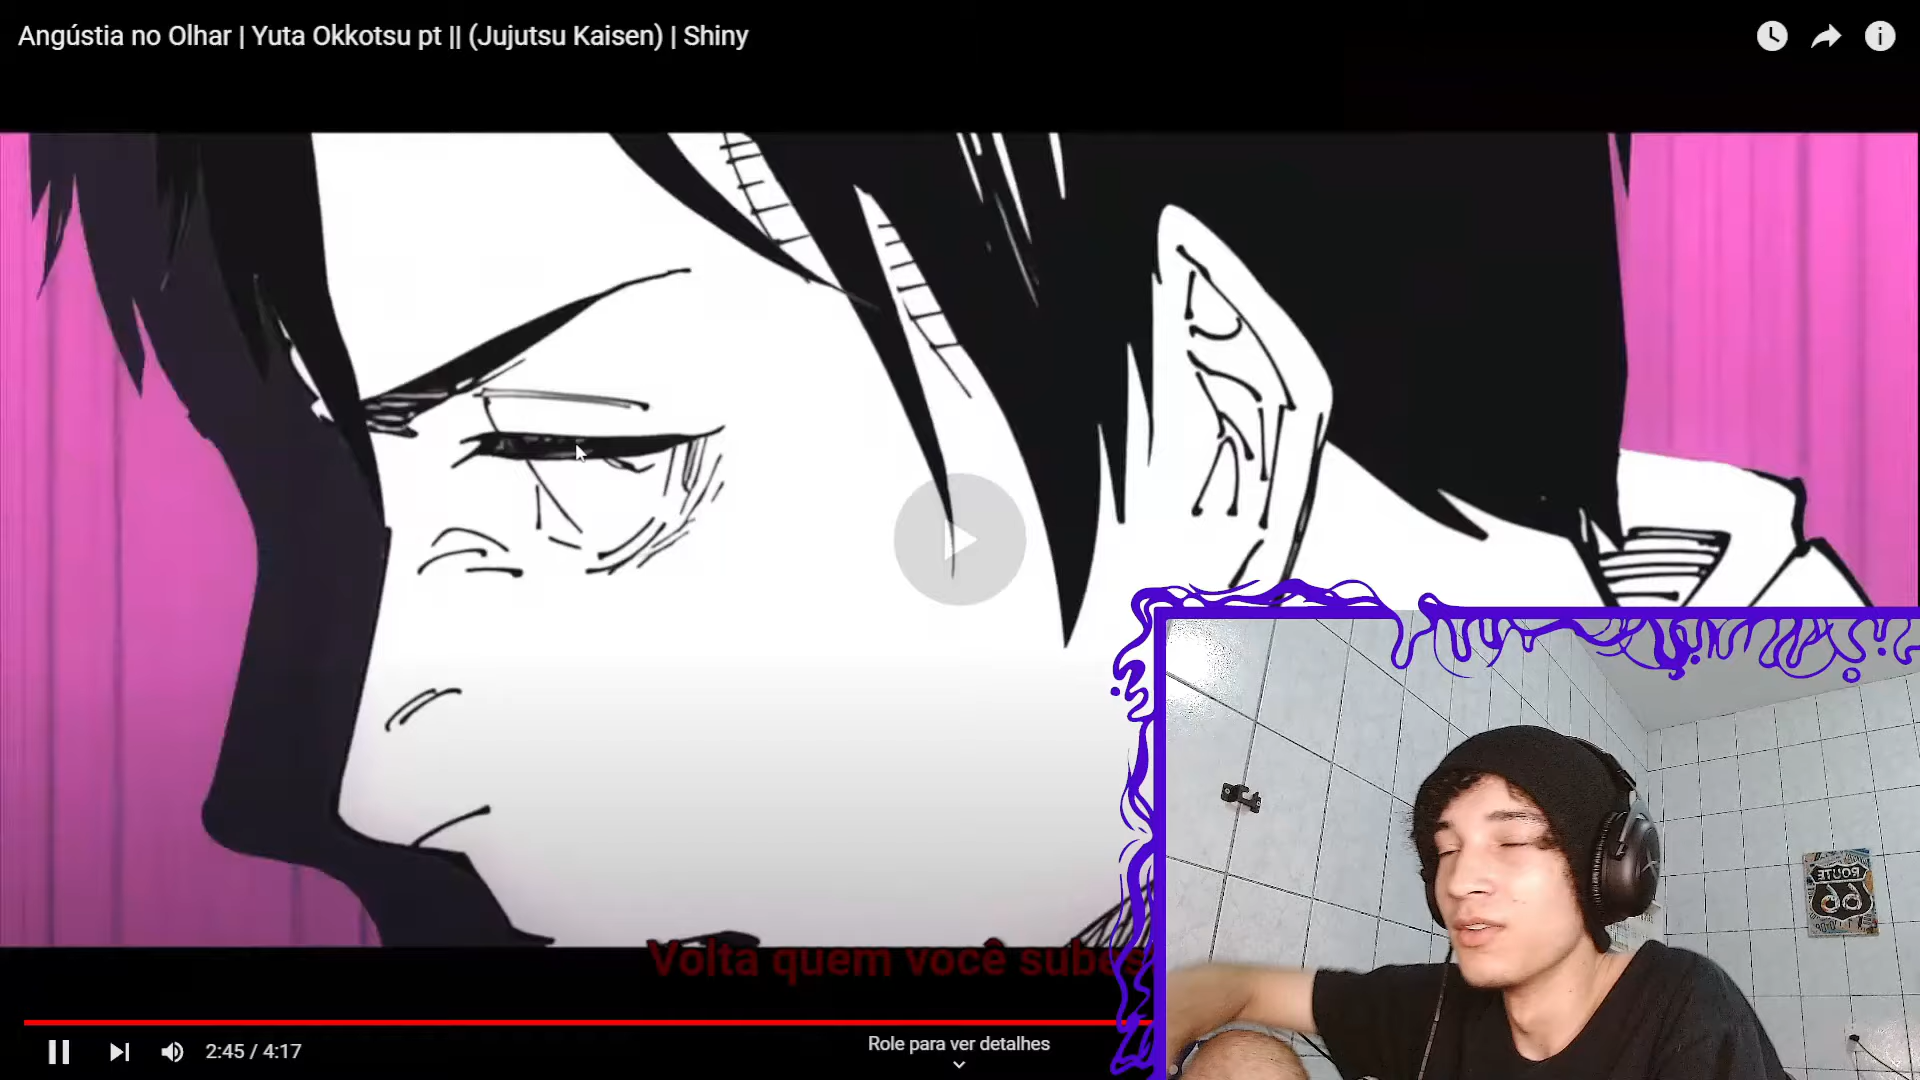 Angústia no Olhar | Yuta Okkotsu pt || (Jujutsu Kaisen) | Shiny
Volta quem você subes
2:45 / 4:17
Role para ver detalhes
ROUTE
66